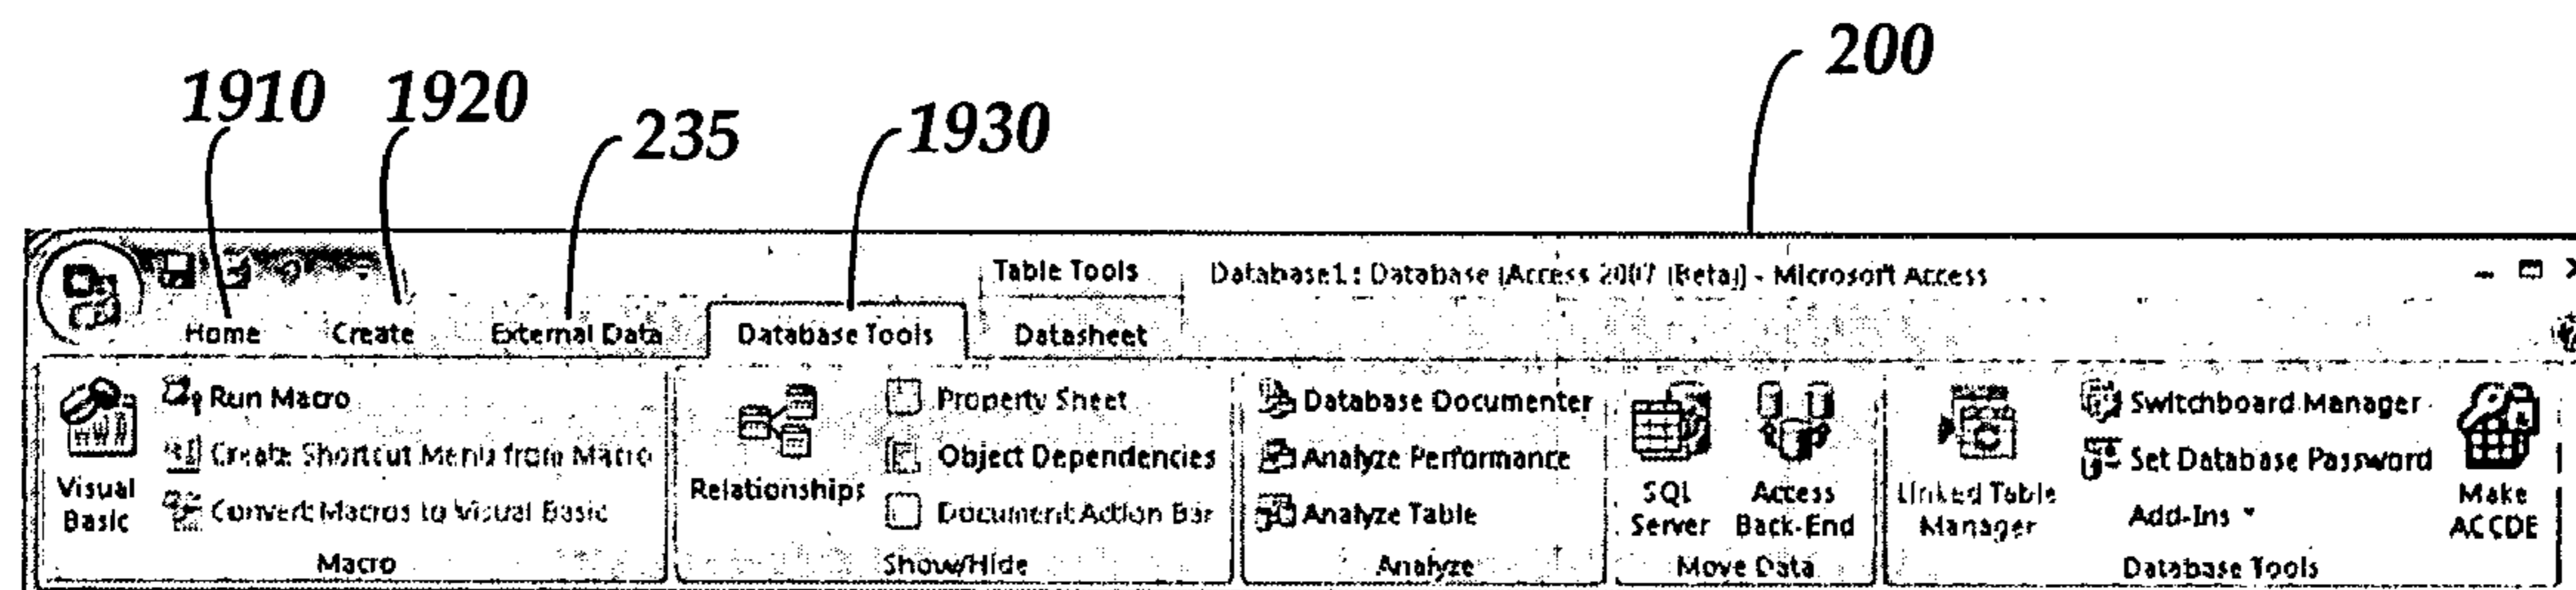 200
1910 1920
235 1930
Table Tools Database1 : Database (Access 2007 (Beta)) - Microsoft Access
Home Create External Data Database Tools Datasheet
Run Macro Property Sheet Database Documenter Switchboard Manager
Create Shortcut Menu from Macro Object Dependencies Analyze Performance Set Database Password
Visual Basic Convert Macros to Visual Basic Relationships Document Action Bar Analyze Table SQL Server Access Back-End Linked Table Manager Add-Ins Make ACCDE
Macro Show/Hide Analyze Move Data Database Tools